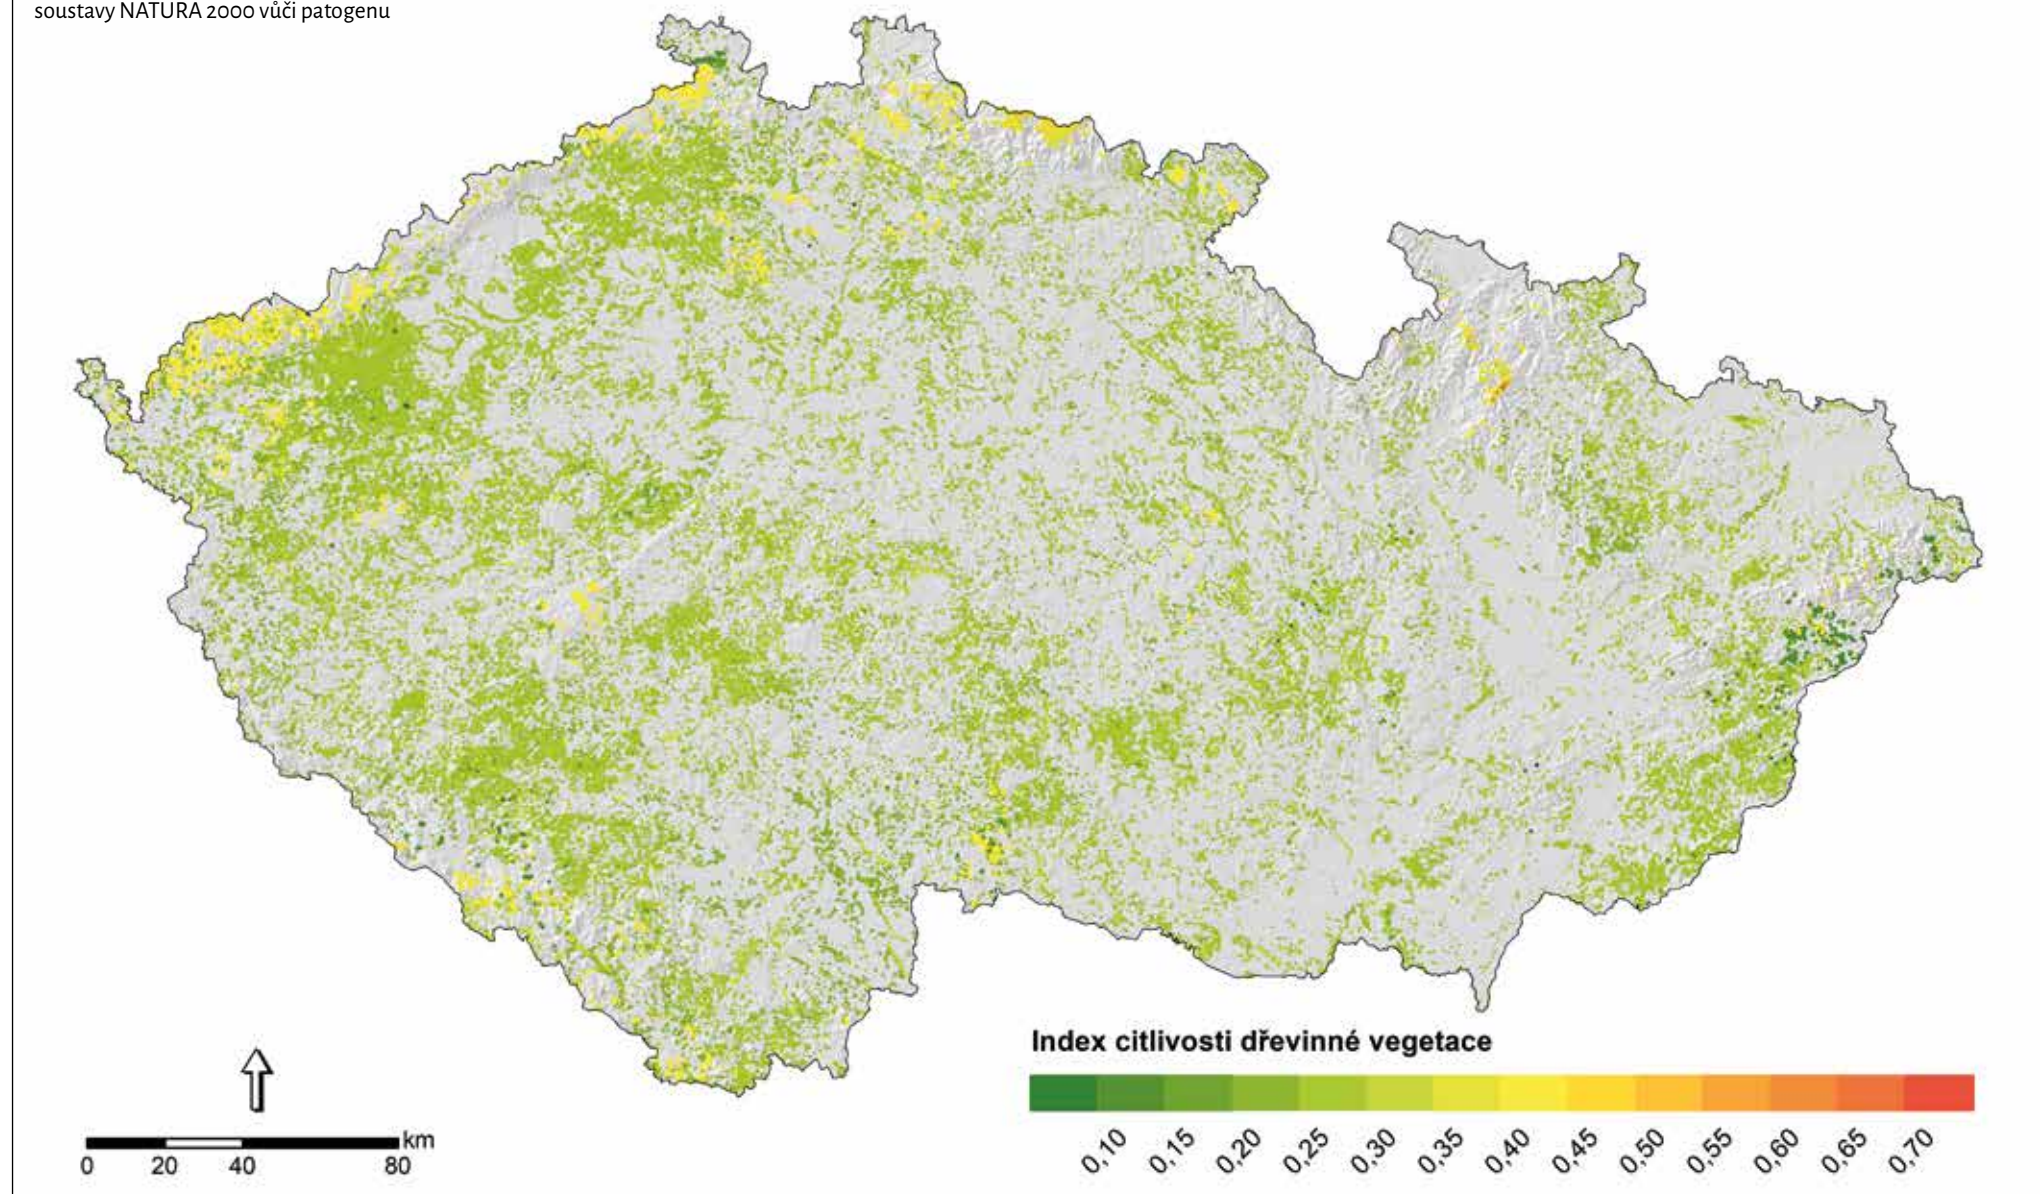 soustavy NATURA 2000 vůči patogenu
Index citlivosti dřevinné vegetace
0,10 0,15 0,20 0,25 0,30 0,35 0,40 0,45 0,50 0,55 0,60 0,65 0,70
km
0 20 40 80